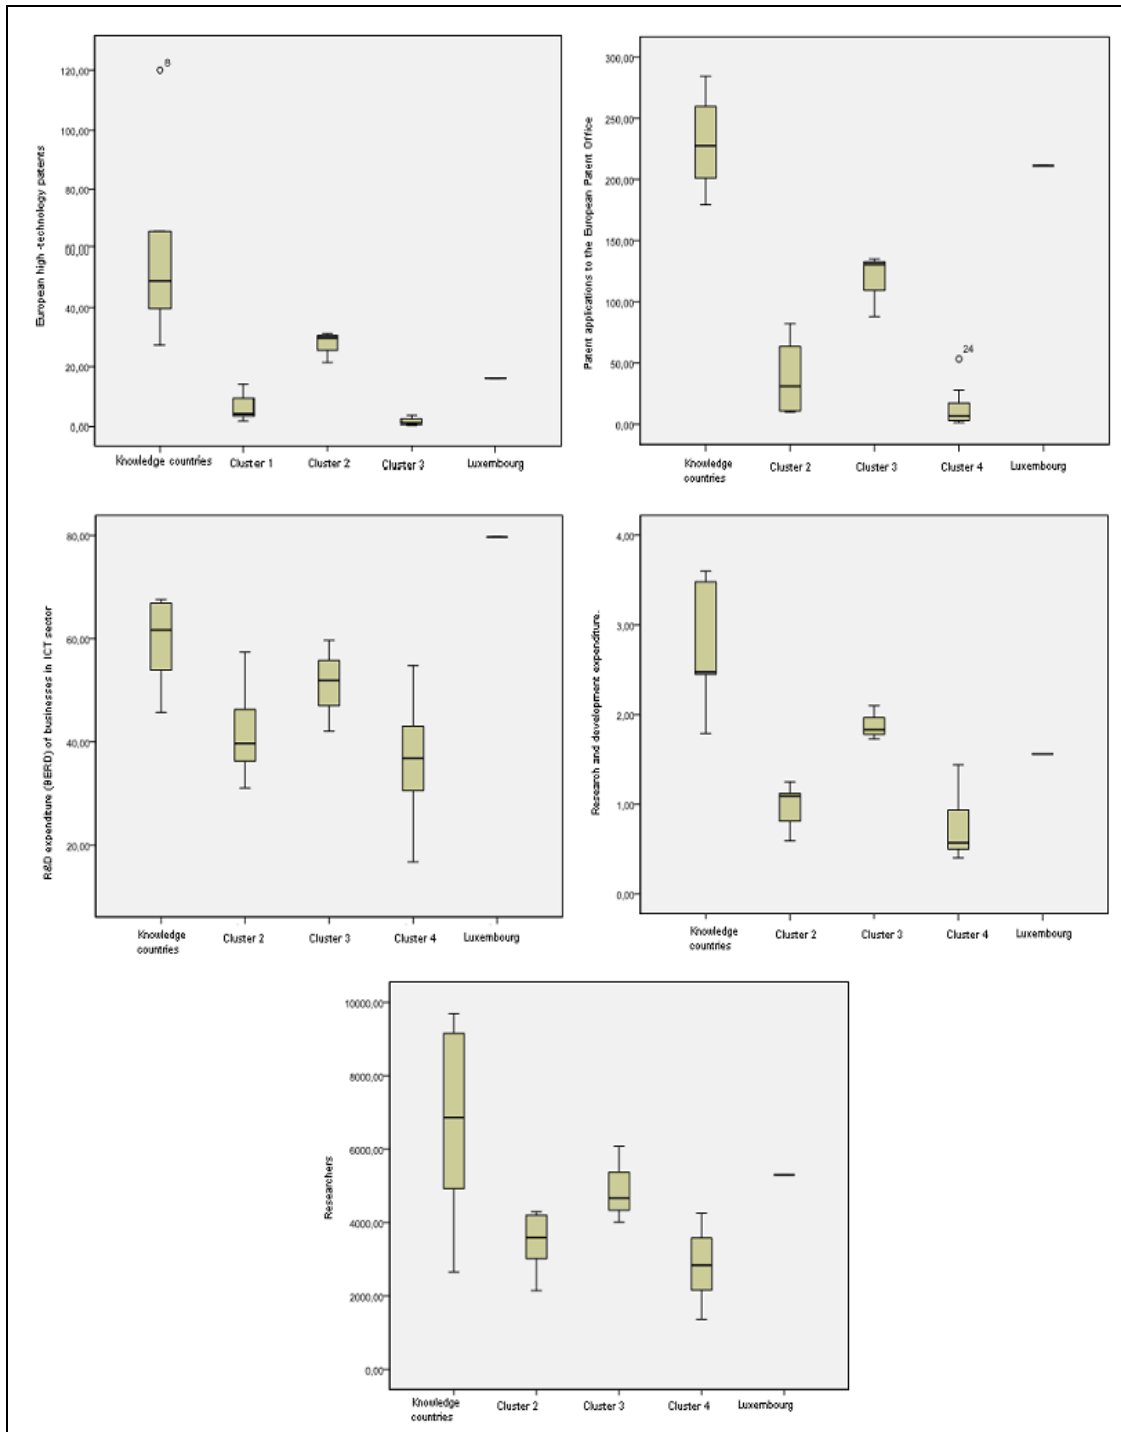 European high -technology patents
120,00
100,00
80,00
60,00
40,00
20,00
0,00
8
Knowledge countries
Cluster 1
Cluster 2
Cluster 3
Luxembourg
Patent applications to the European Patent Office
300,00
250,00
200,00
150,00
100,00
50,00
0,00
24
Knowledge
countries
Cluster 2
Cluster 3
Cluster 4
Luxembourg
R&D expenditure (BERD) of businesses in ICT sector
80,00
60,00
40,00
20,00
Knowledge
countries
Cluster 2
Cluster 3
Cluster 4
Luxembourg
Research and development expenditure.
4,00
3,00
2,00
1,00
0,00
Knowledge
countries
Cluster 2
Cluster 3
Cluster 4
Luxembourg
Researchers
10000,00
8000,00
6000,00
4000,00
2000,00
0,00
Knowledge
countries
Cluster 2
Cluster 3
Cluster 4
Luxembourg